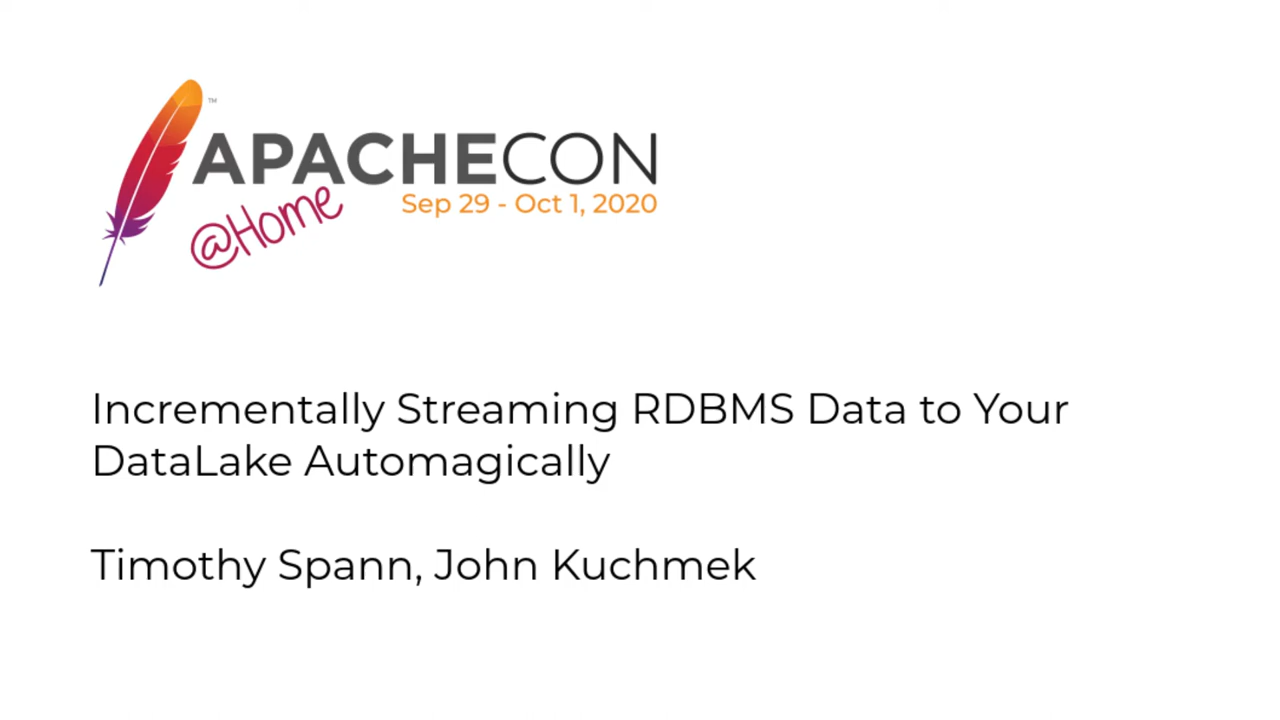 ™
APACHECON
@Home
Sep 29 - Oct 1, 2020
Incrementally Streaming RDBMS Data to Your
DataLake Automagically
Timothy Spann, John Kuchmek